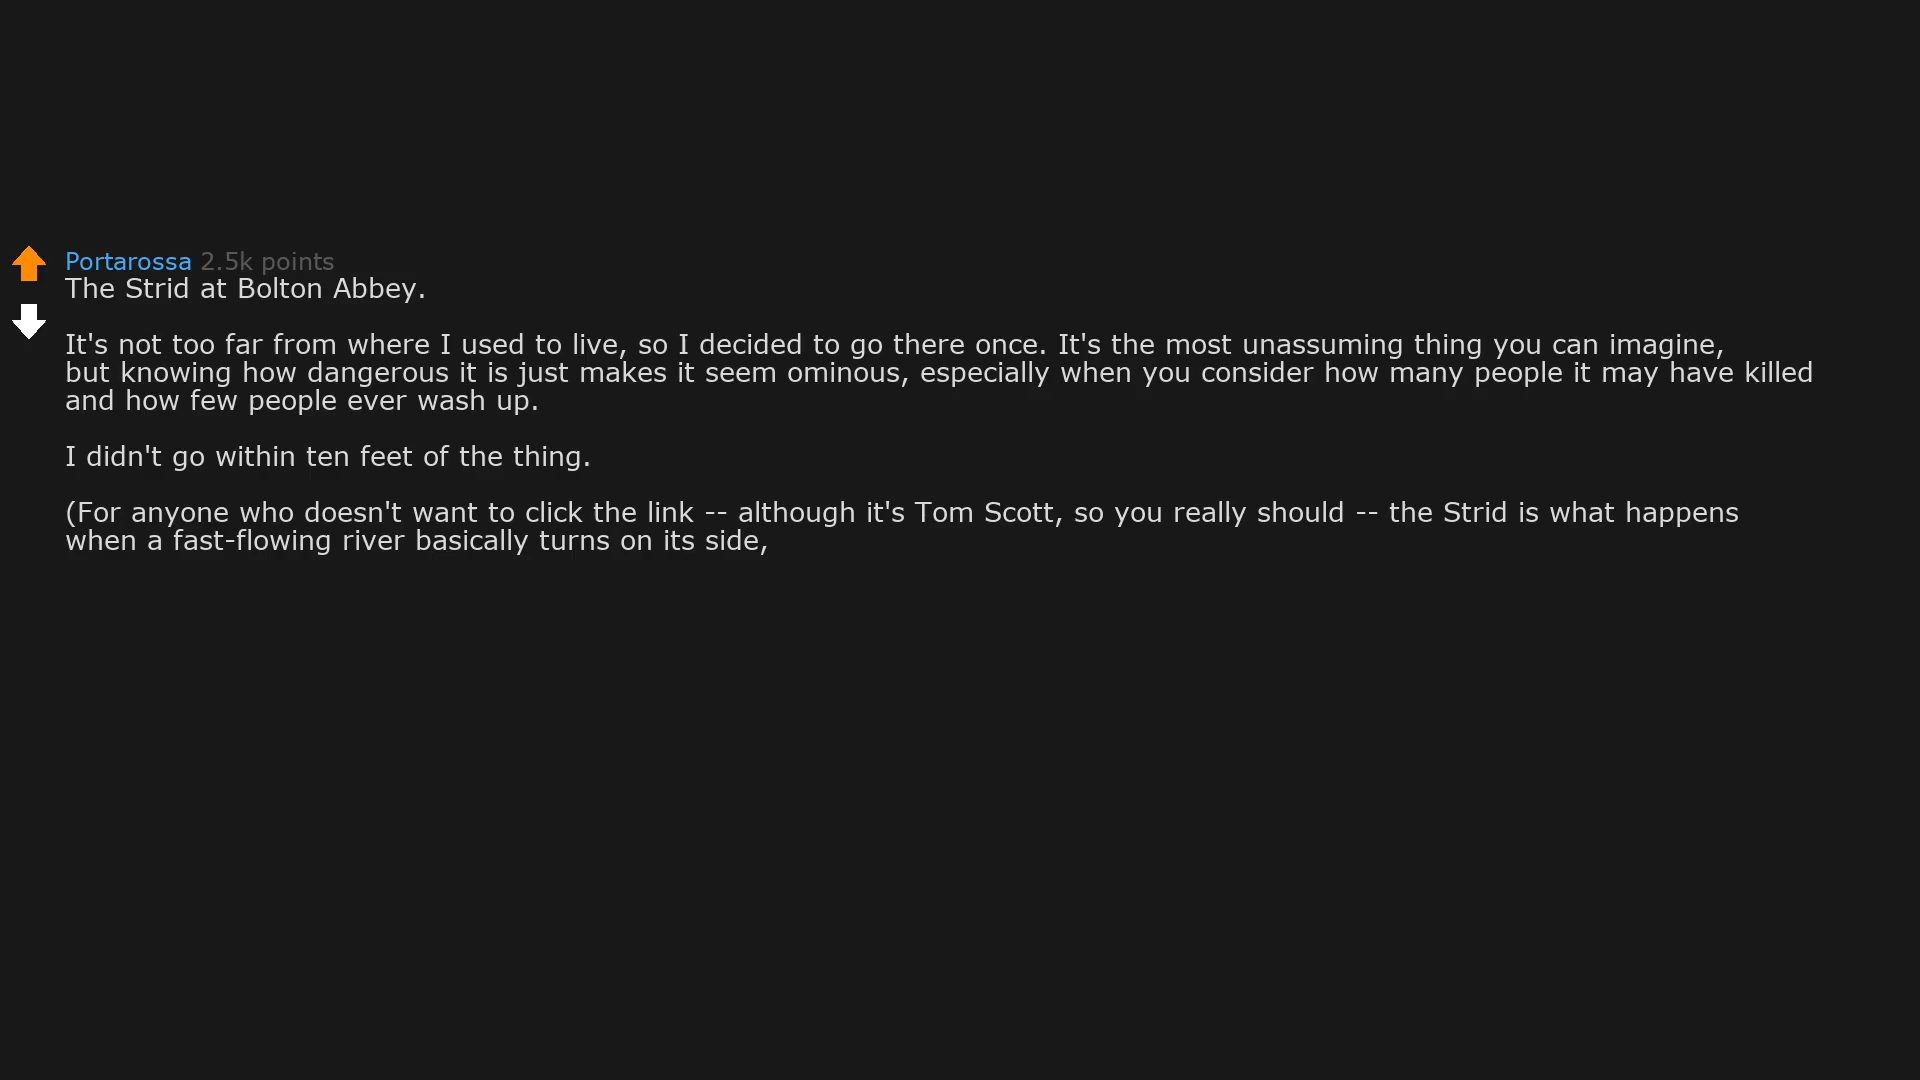 Portarossa 2.5k points
The Strid at Bolton Abbey.
It's not too far from where I used to live, so I decided to go there once. It's the most unassuming thing you can imagine,
but knowing how dangerous it is just makes it seem ominous, especially when you consider how many people it may have killed
and how few people ever wash up.
I didn't go within ten feet of the thing.
(For anyone who doesn't want to click the link -- although it's Tom Scott, so you really should -- the Strid is what happens
when a fast-flowing river basically turns on its side,